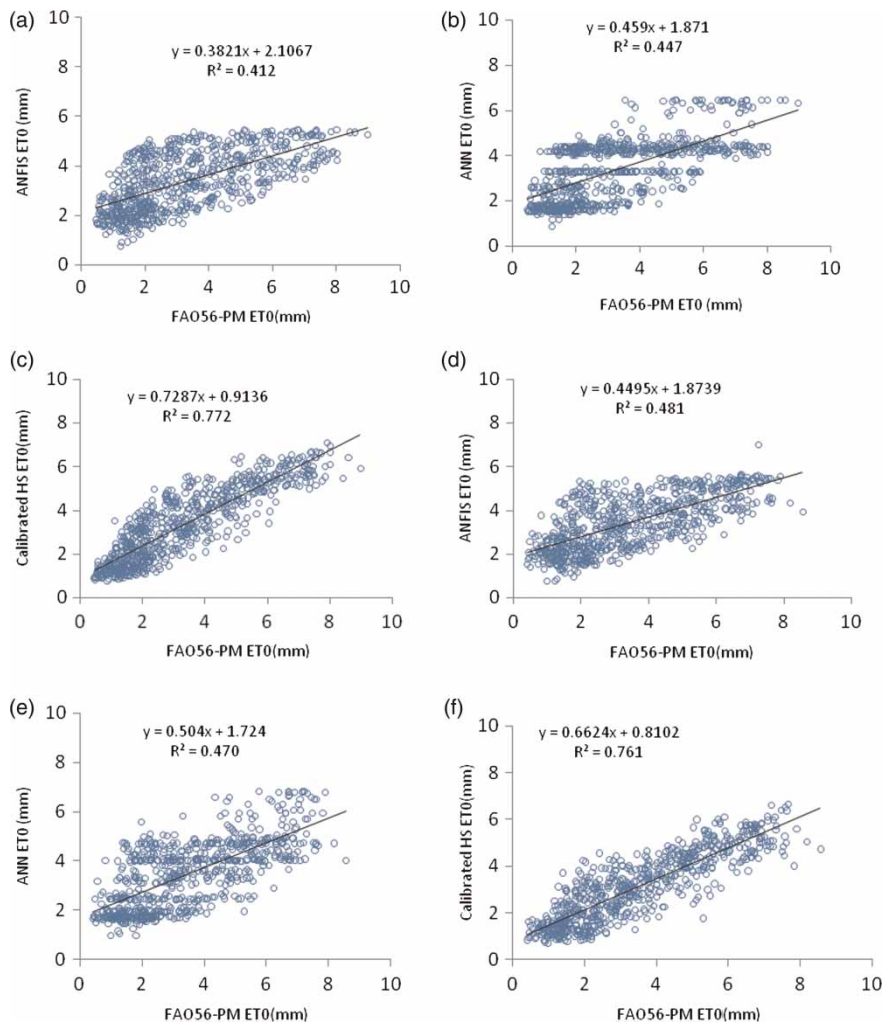 (a)
10
8
6
4
2
0
ANFIS ET0 (mm)
y = 0.3821x + 2.1067
R² = 0.412
0 2 4 6 8 10
FAO56-PM ET0(mm)
(b)
10
8
6
4
2
0
ANN ET0 (mm)
y = 0.459x + 1.871
R² = 0.447
0 2 4 6 8 10
FAO56-PM ET0 (mm)
(c)
10
8
6
4
2
0
Calibrated HS ET0(mm)
y = 0.7287x + 0.9136
R² = 0.772
0 2 4 6 8 10
FAO56-PM ET0(mm)
(d)
10
8
6
4
2
0
ANFIS ET0 (mm)
y = 0.4495x + 1.8739
R² = 0.481
0 2 4 6 8 10
FAO56-PM ET0(mm)
(e)
10
8
6
4
2
0
ANN ET0 (mm)
y = 0.504x + 1.724
R² = 0.470
0 2 4 6 8 10
FAO56-PM ET0(mm)
(f)
10
8
6
4
2
0
Calibrated HS ET0(mm)
y = 0.6624x + 0.8102
R² = 0.761
0 2 4 6 8 10
FAO56-PM ET0(mm)